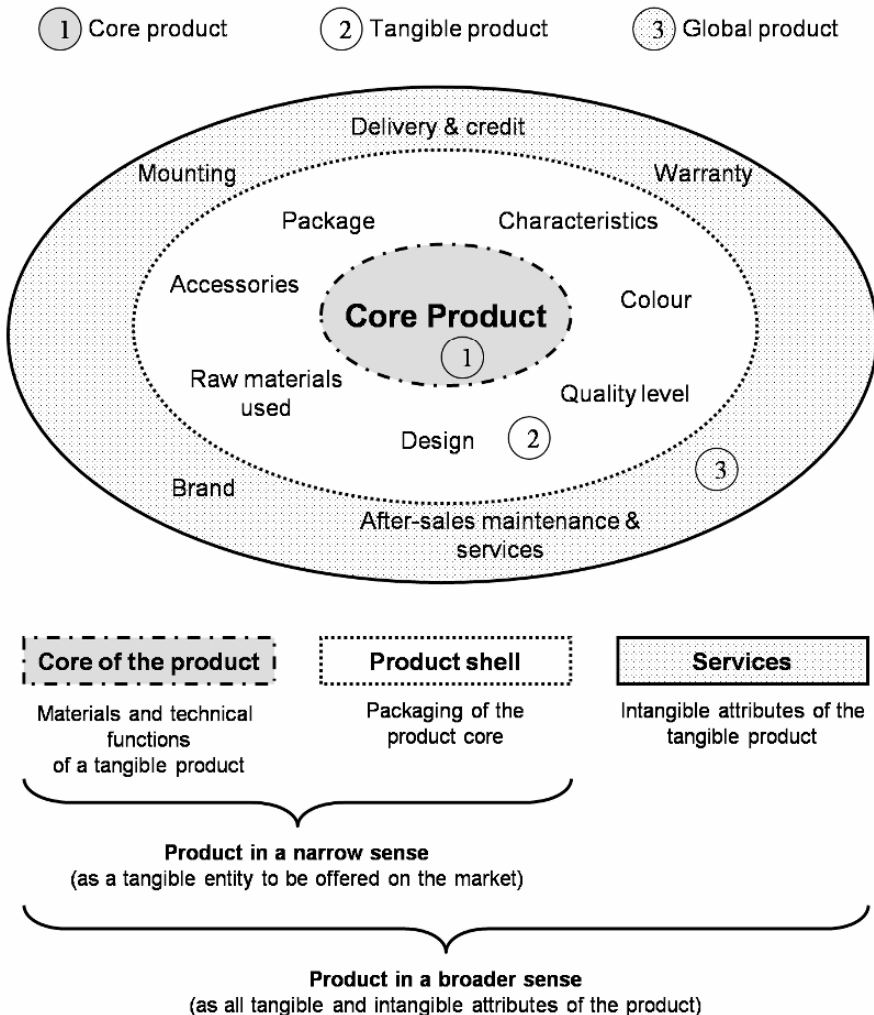 1 Core product
2 Tangible product
3 Global product
Delivery & credit
Mounting
Warranty
Package
Characteristics
Accessories
Colour
Core Product
1
Raw materials
used
Quality level
Design
2
3
Brand
After-sales maintenance &
services
Core of the product
Product shell
Services
Materials and technical
functions
of a tangible product
Packaging of the
product core
Intangible attributes of the
tangible product
Product in a narrow sense
(as a tangible entity to be offered on the market)
Product in a broader sense
(as all tangible and intangible attributes of the product)